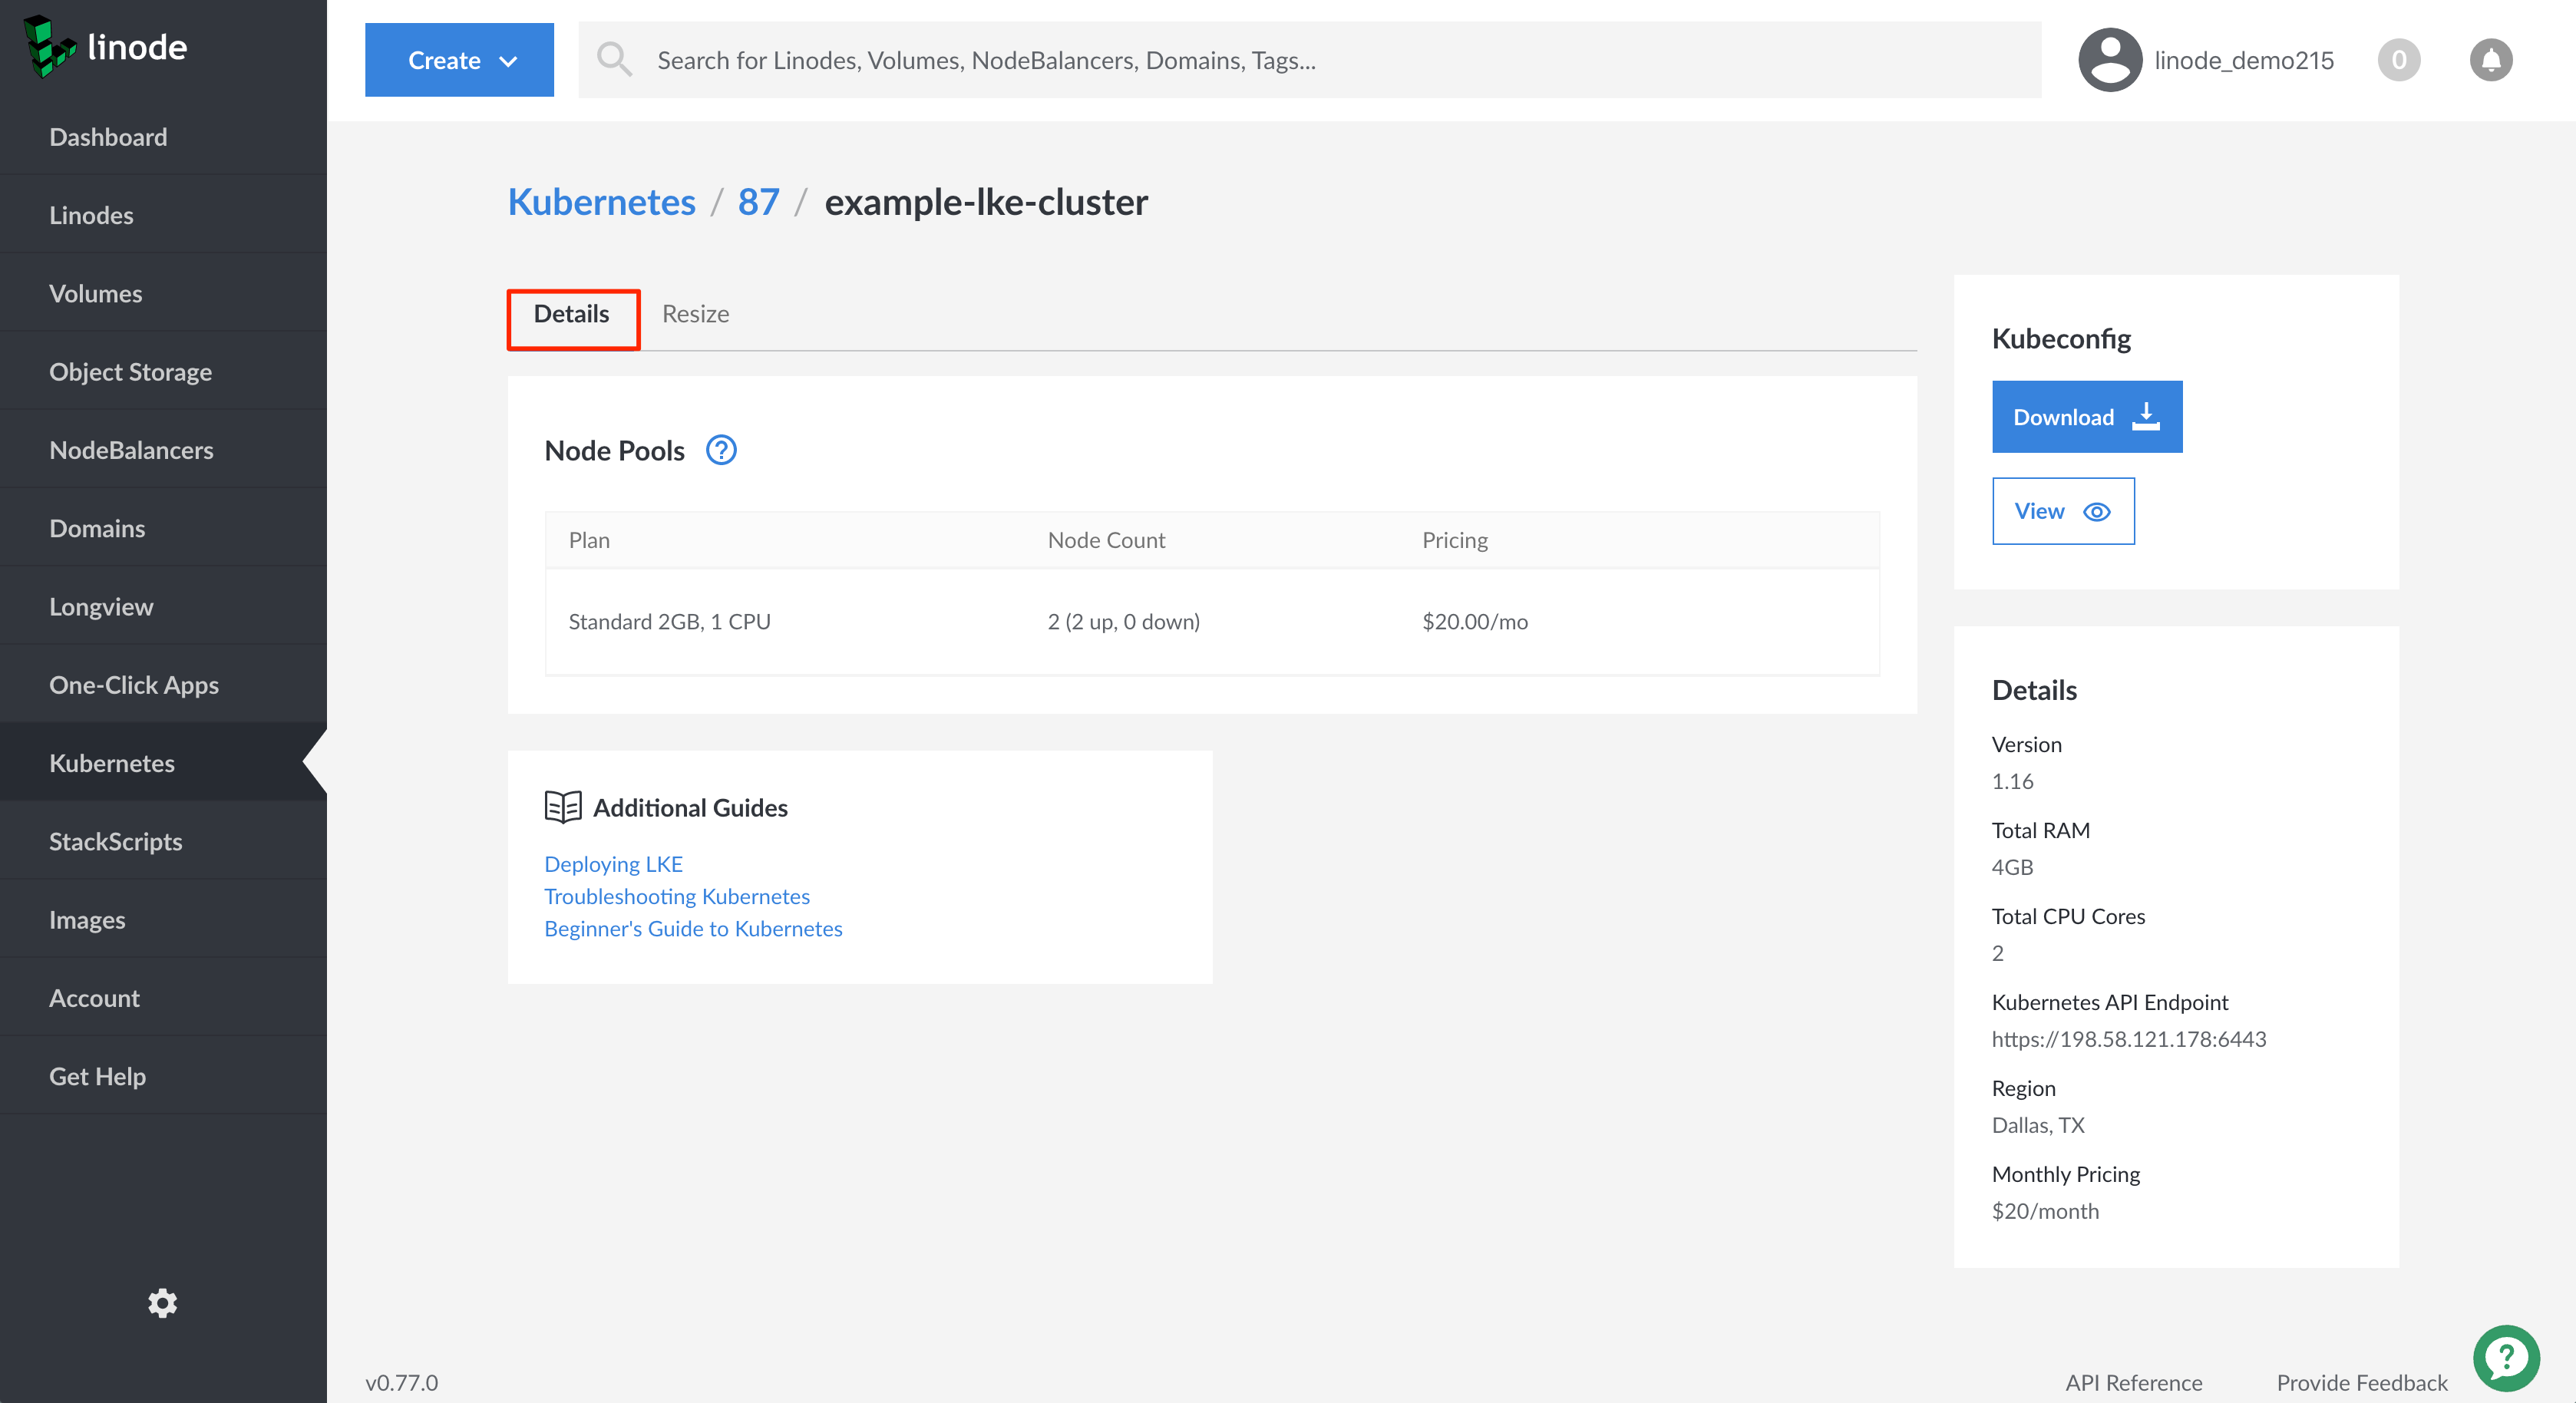 linode
Create
Search for Linodes, Volumes, NodeBalancers, Domains, Tags...
linode_demo215
0
Dashboard
Linodes
Volumes
Object Storage
NodeBalancers
Domains
Longview
One-Click Apps
Kubernetes
StackScripts
Images
Account
Get Help
Kubernetes / 87 / example-lke-cluster
Details
Resize
Node Pools ?
Plan Node Count Pricing
Standard 2GB, 1 CPU 2 (2 up, 0 down) $20.00/mo
Additional Guides
Deploying LKE
Troubleshooting Kubernetes
Beginner's Guide to Kubernetes
Kubeconfig
Download
View
Details
Version
1.16
Total RAM
4GB
Total CPU Cores
2
Kubernetes API Endpoint
https://198.58.121.178:6443
Region
Dallas, TX
Monthly Pricing
$20/month
v0.77.0
API Reference
Provide Feedback
?